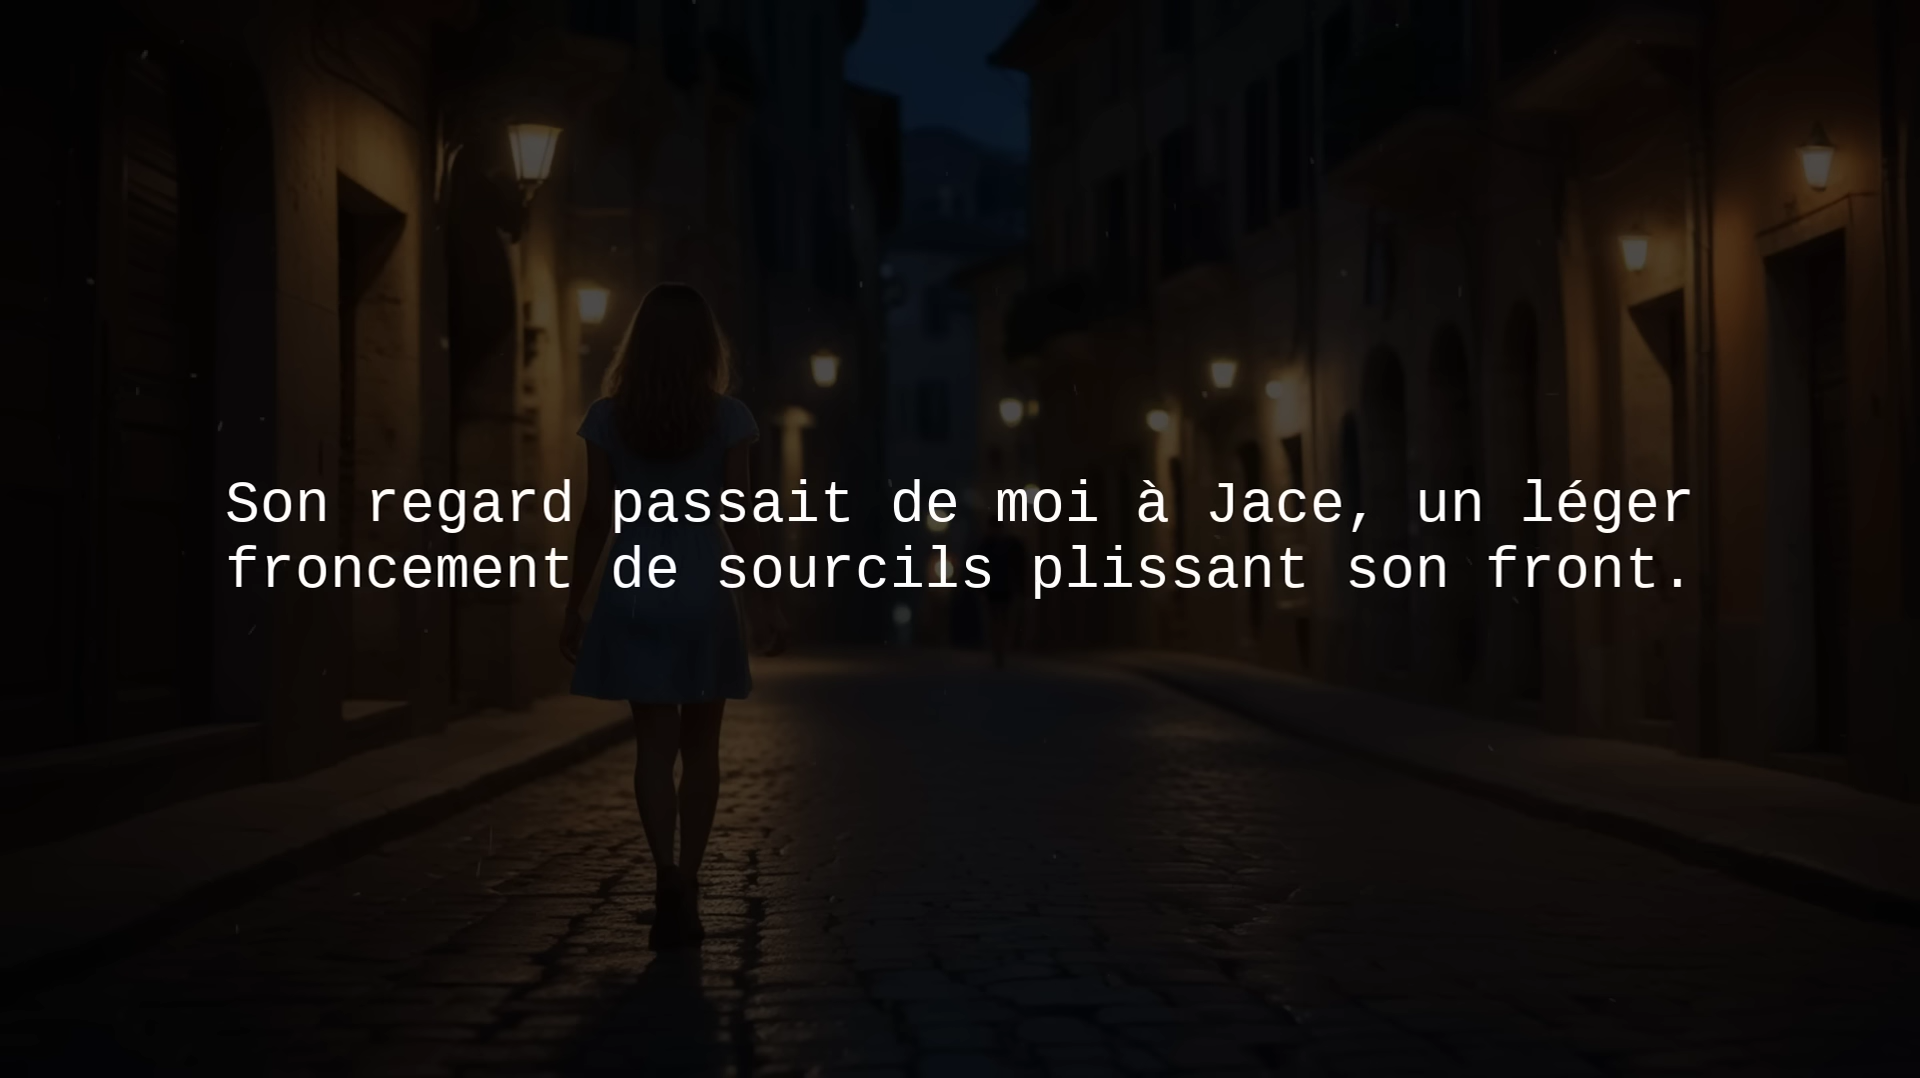 Son regard passait de moi à Jace, un léger
froncement de sourcils plissant son front.